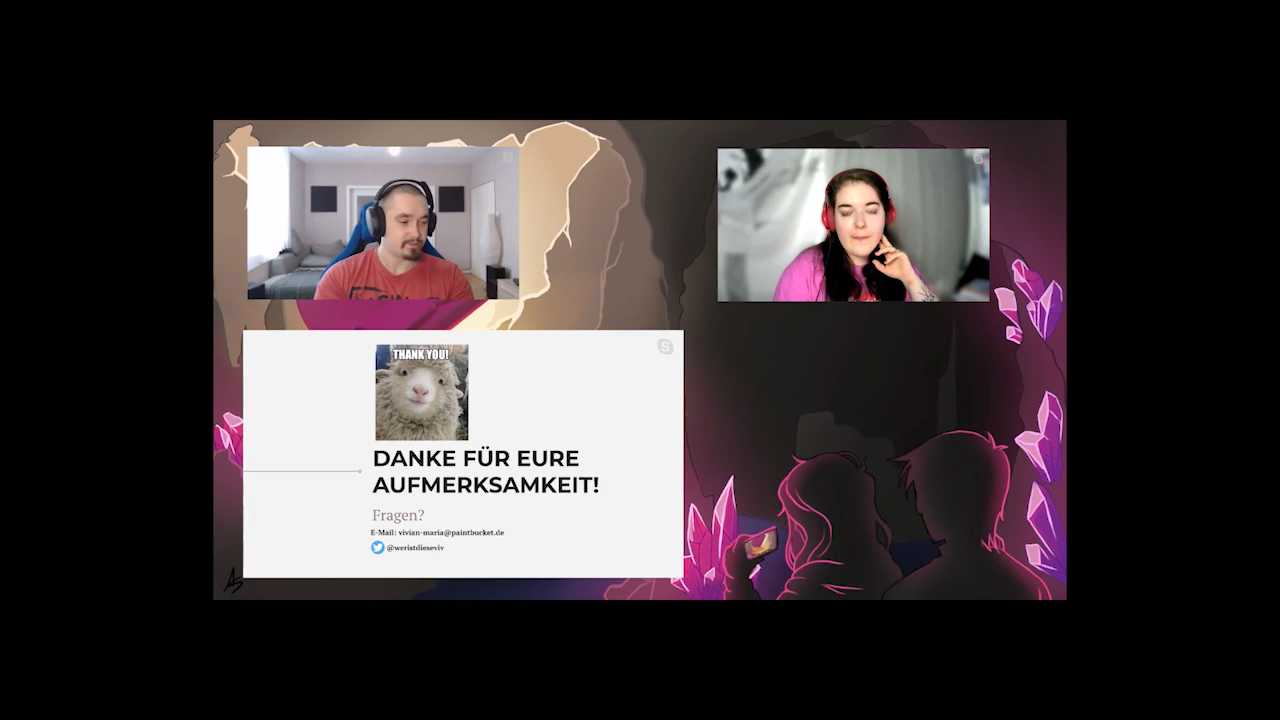 THANK YOU!
DANKE FÜR EURE
AUFMERKSAMKEIT!
Fragen?
E-Mail: vivian-maria@paintbucket.de
@weristdieseviv